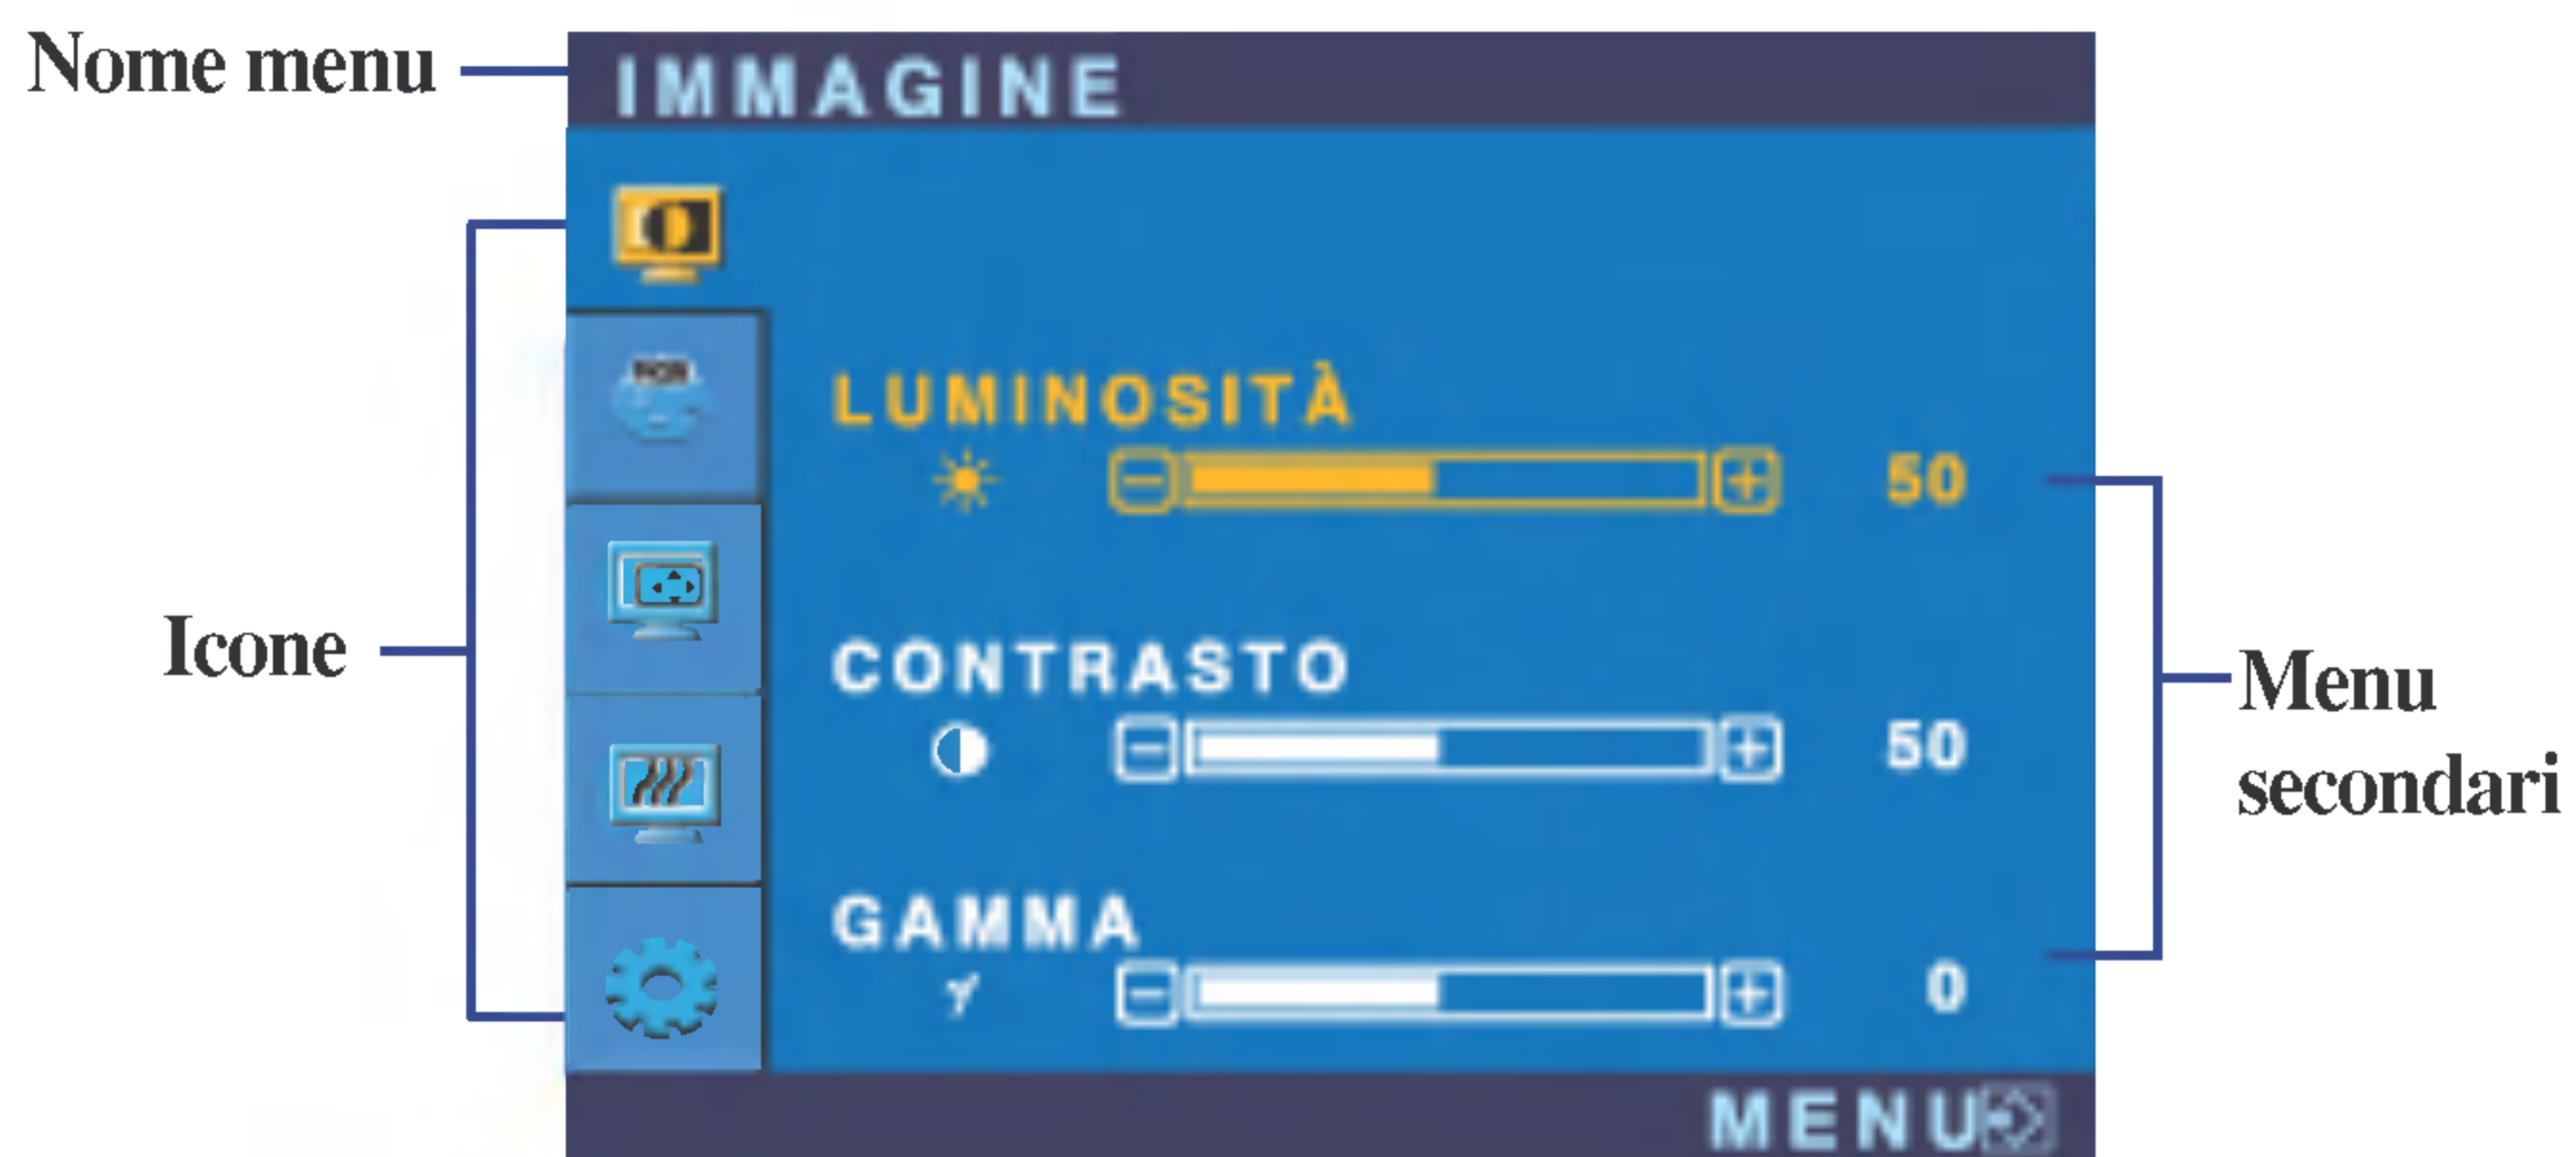 Nome menu
IMMAGINE
LUMINOSITÀ
50
Icone
CONTRASTO
50
Menu
secondari
GAMMA
0
MENU